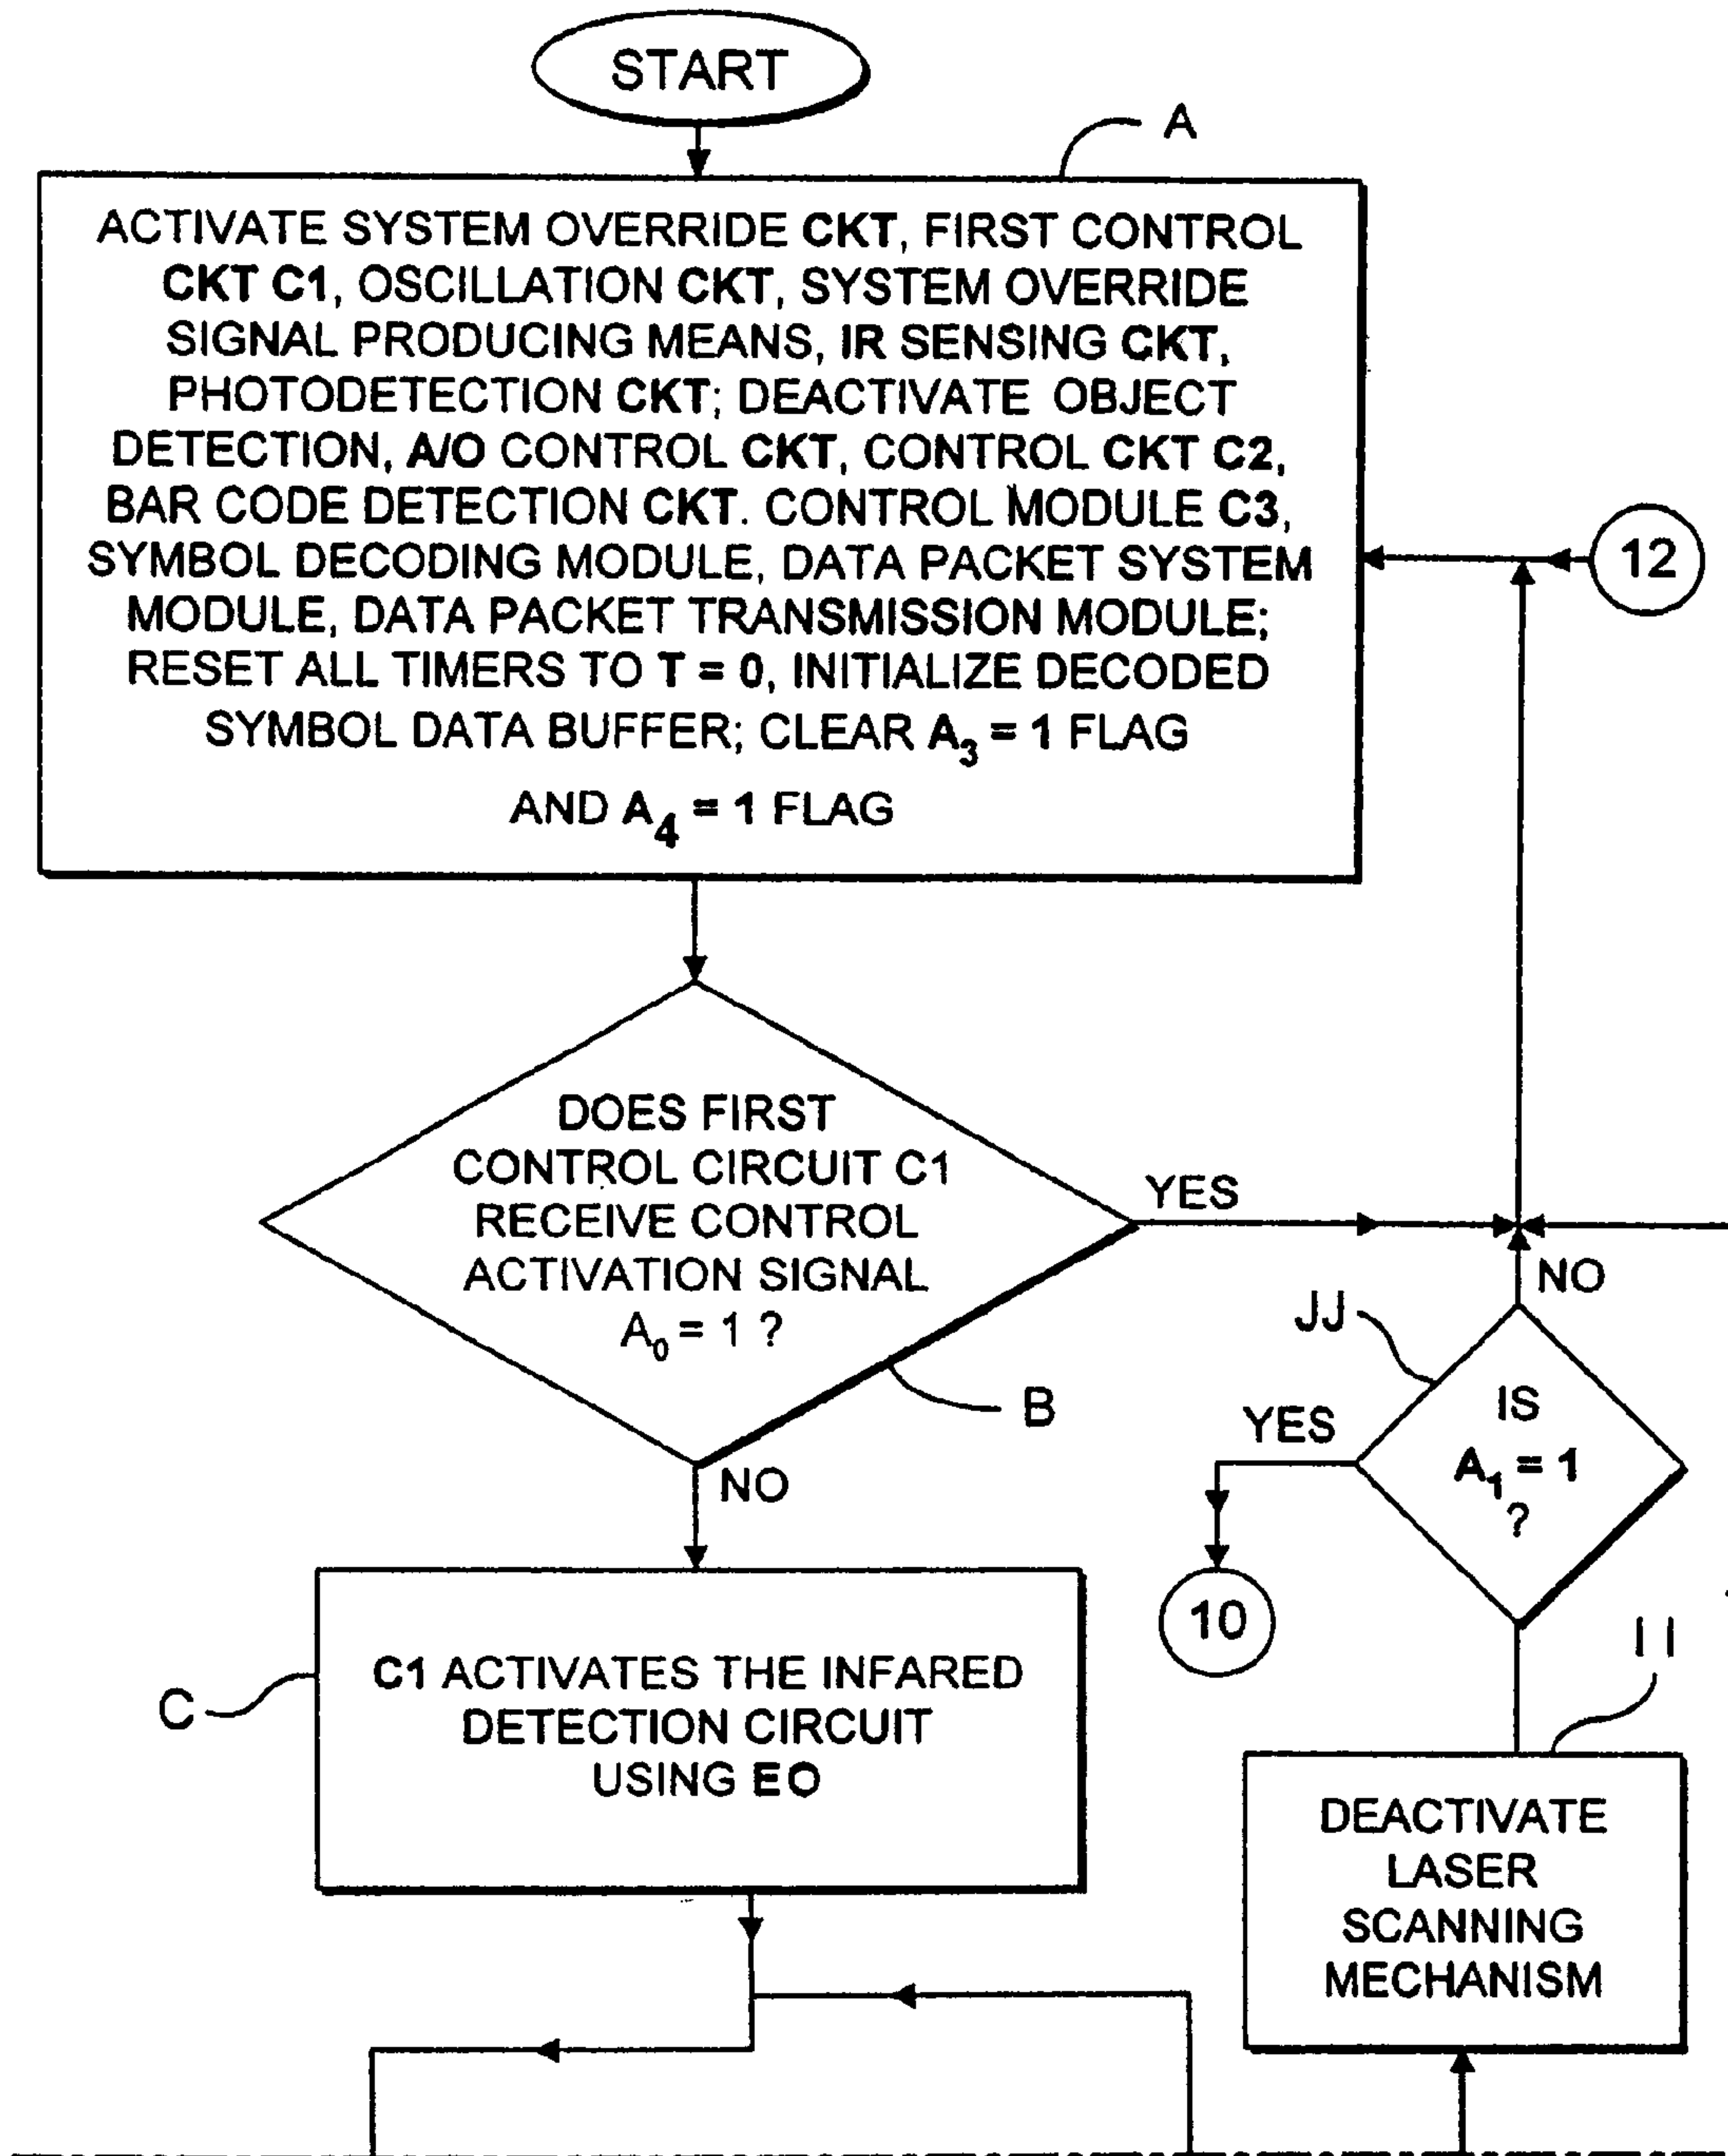 START
A
ACTIVATE SYSTEM OVERRIDE CKT, FIRST CONTROL
CKT C1, OSCILLATION CKT, SYSTEM OVERRIDE
SIGNAL PRODUCING MEANS, IR SENSING CKT,
PHOTODETECTION CKT; DEACTIVATE OBJECT
DETECTION, A/O CONTROL CKT, CONTROL CKT C2,
BAR CODE DETECTION CKT. CONTROL MODULE C3,
SYMBOL DECODING MODULE, DATA PACKET SYSTEM
MODULE, DATA PACKET TRANSMISSION MODULE;
RESET ALL TIMERS TO T = 0, INITIALIZE DECODED
SYMBOL DATA BUFFER; CLEAR A₃ = 1 FLAG
AND A₄ = 1 FLAG
12
DOES FIRST
CONTROL CIRCUIT C1
RECEIVE CONTROL
ACTIVATION SIGNAL
A₀ = 1 ?
YES
B
NO
NO
JJ
IS
A₁ = 1
?
YES
10
C
C1 ACTIVATES THE INFARED
DETECTION CIRCUIT
USING EO
II
DEACTIVATE
LASER
SCANNING
MECHANISM